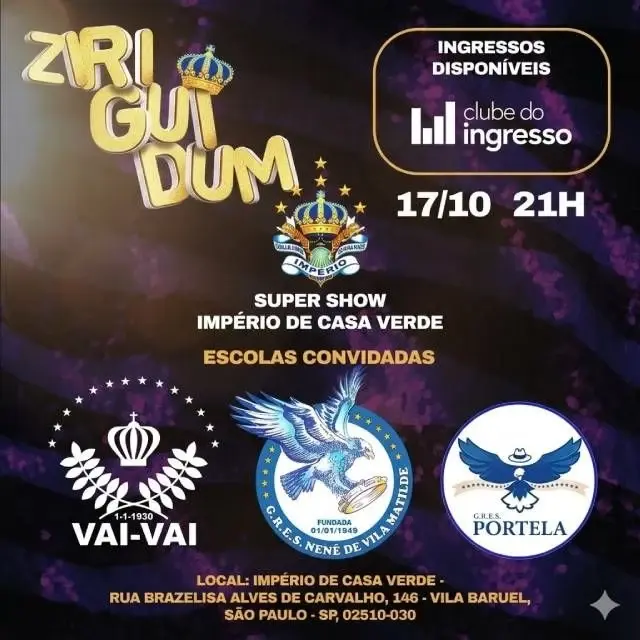 ZIRI
GUI
DUM
INGRESSOS
DISPONÍVEIS
clube do
ingresso
17/10 21H
IMPÉRIO
SUPER SHOW
IMPÉRIO DE CASA VERDE
ESCOLAS CONVIDADAS
1-1-1930
VAI-VAI
FUNDADA
01/01/1949
G.R.E.S. NENÊ DE VILA MATILDE
G.R.E.S.
PORTELA
LOCAL: IMPÉRIO DE CASA VERDE -
RUA BRAZELISA ALVES DE CARVALHO, 146 - VILA BARUEL,
SÃO PAULO - SP, 02510-030